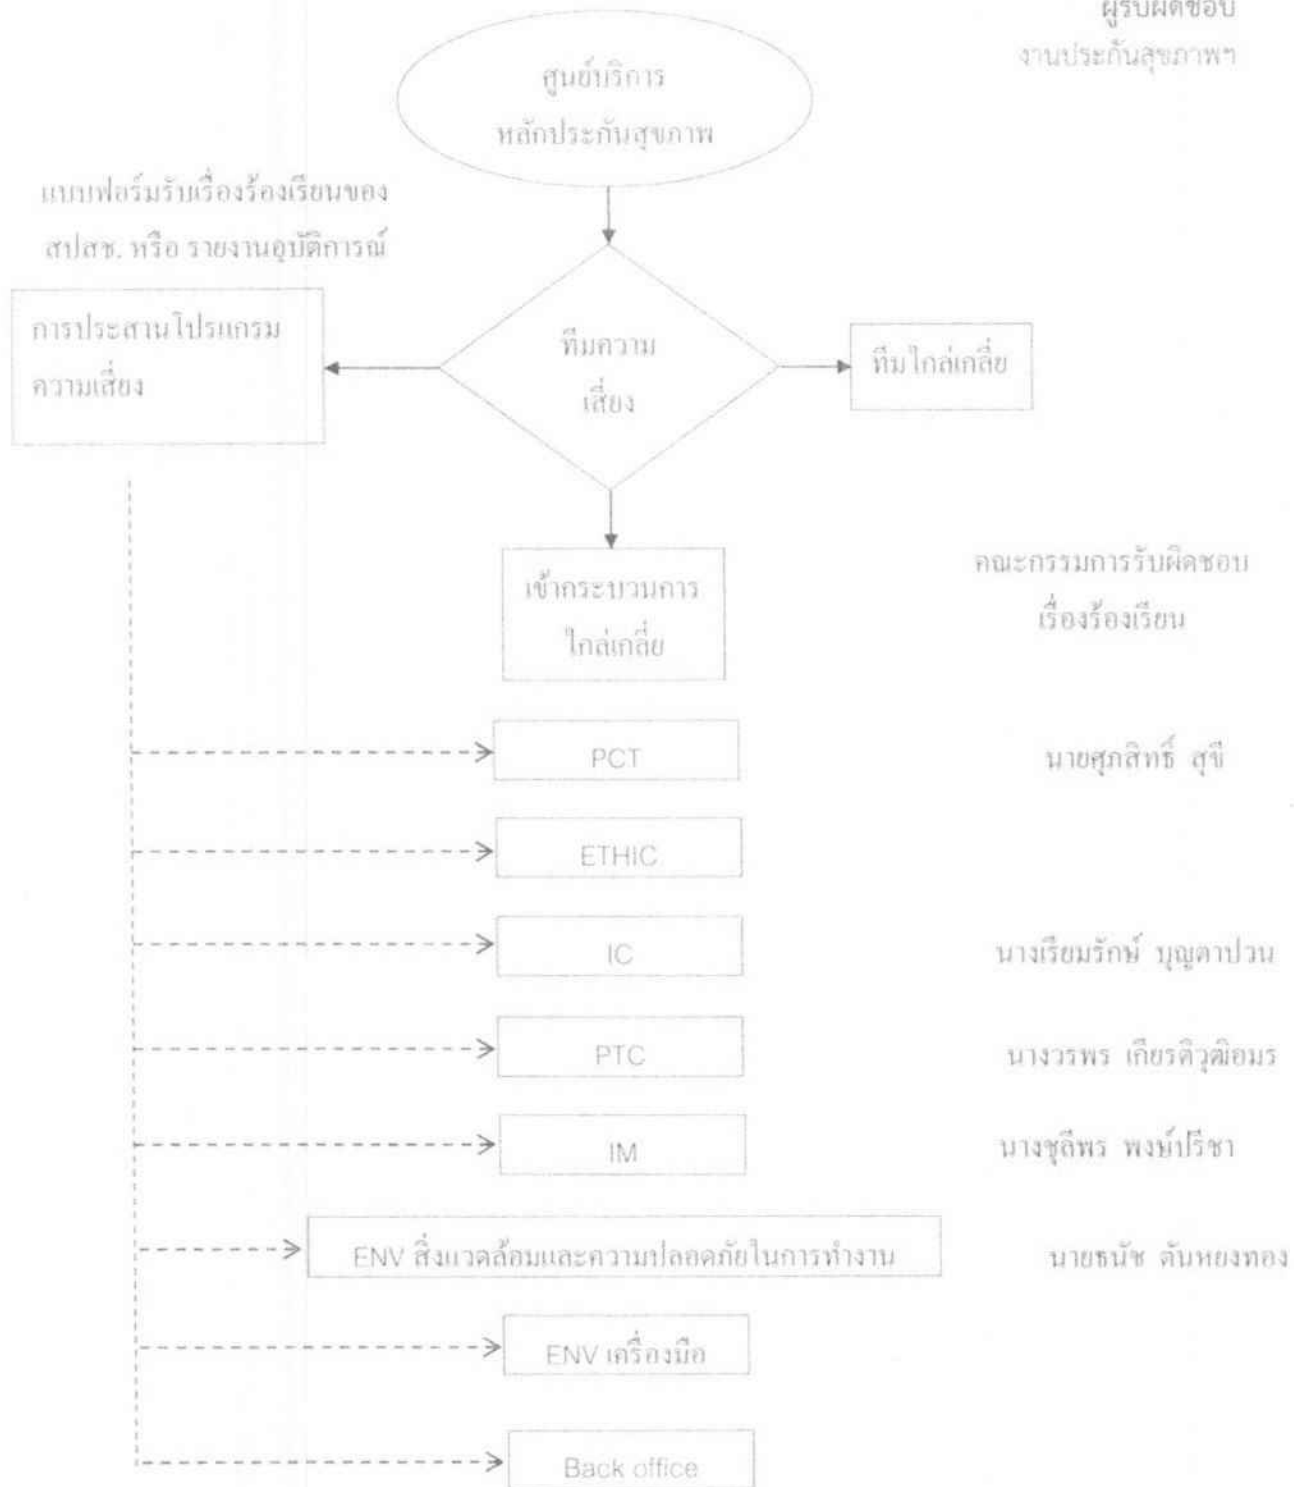 ผู้รับผิดชอบ
งานประกันสุขภาพฯ
ศูนย์บริการ
หลักประกันสุขภาพ
แบบฟอร์มรับเรื่องร้องเรียนของ
สปสช. หรือ รายงานอุบัติการณ์
การประสานโปรแกรม
ความเสี่ยง
ทีมความ
เสี่ยง
ทีมไกล่เกลี่ย
เข้ากระบวนการ
ไกล่เกลี่ย
คณะกรรมการรับผิดชอบ
เรื่องร้องเรียน
PCT
นายศุภสิทธิ์ สุขี
ETHIC
IC
นางเรียมรักษ์ บุญตาปวน
PTC
นางวรพร เกียรติวุฒิอมร
IM
นางชุลีพร พงษ์ปรีชา
ENV สิ่งแวดล้อมและความปลอดภัยในการทำงาน
นายธนัช ตันหยงทอง
ENV เครื่องมือ
Back office